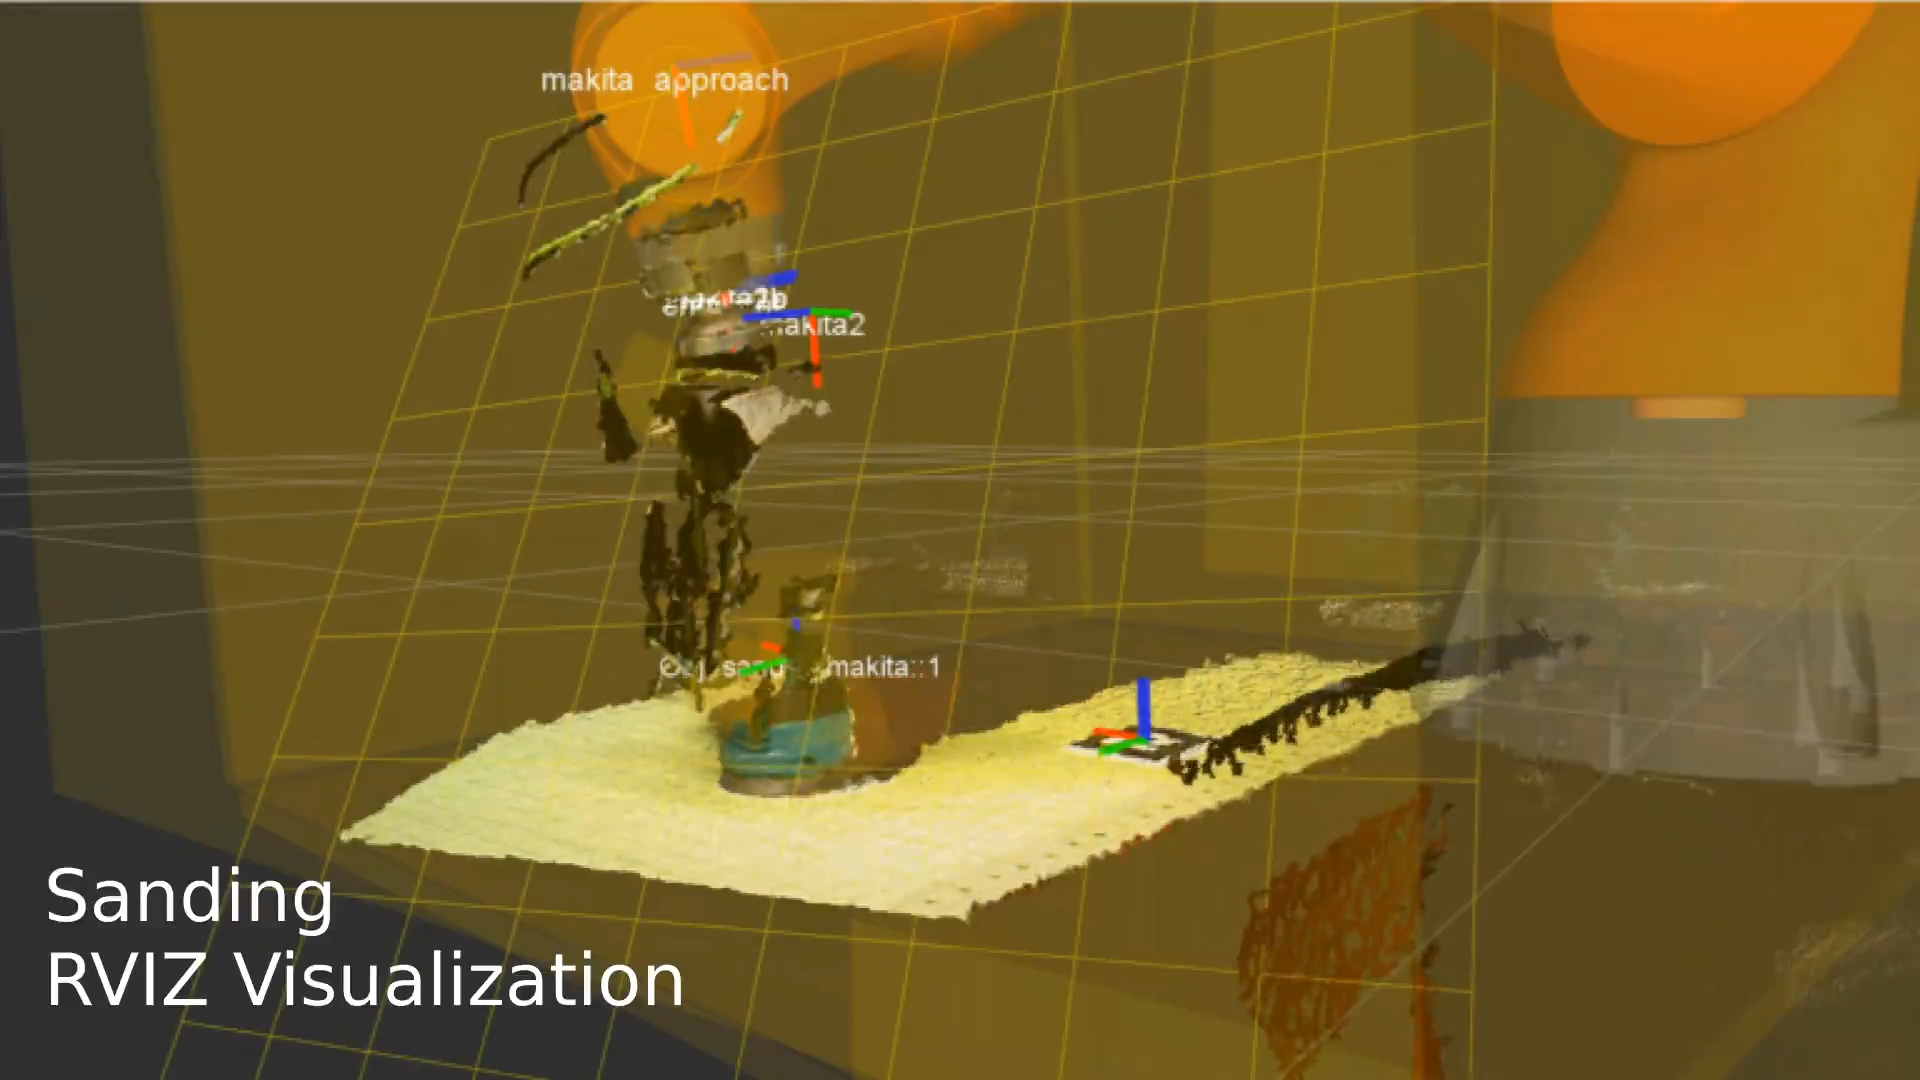 makita approach
makita2
makita::1
Sanding
RVIZ Visualization